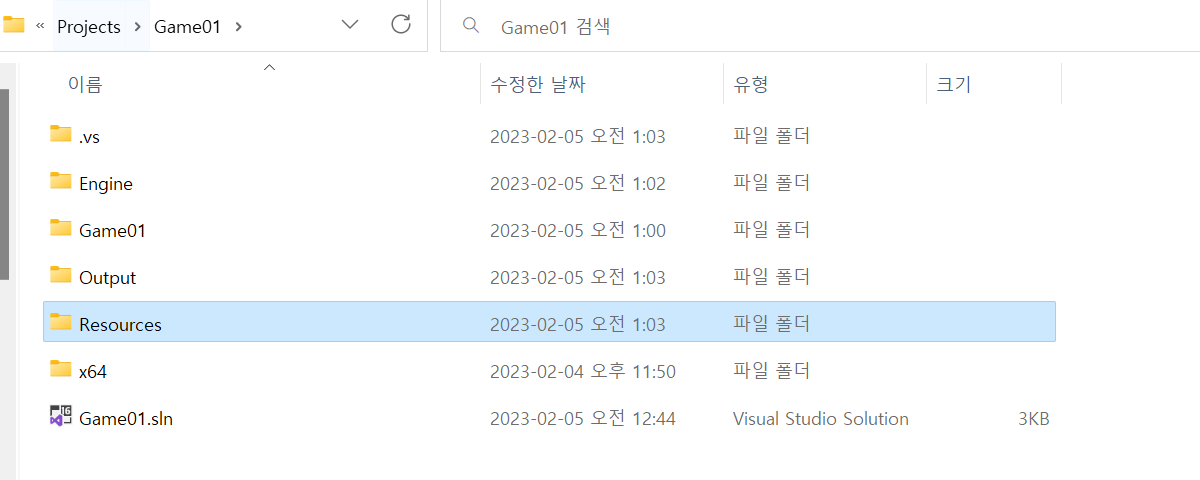 « Projects > Game01 > Game01 검색
이름 수정한 날짜 유형 크기
.vs 2023-02-05 오전 1:03 파일 폴더
Engine 2023-02-05 오전 1:02 파일 폴더
Game01 2023-02-05 오전 1:00 파일 폴더
Output 2023-02-05 오전 1:03 파일 폴더
Resources 2023-02-05 오전 1:03 파일 폴더
x64 2023-02-04 오후 11:50 파일 폴더
Game01.sln 2023-02-05 오전 12:44 Visual Studio Solution 3KB